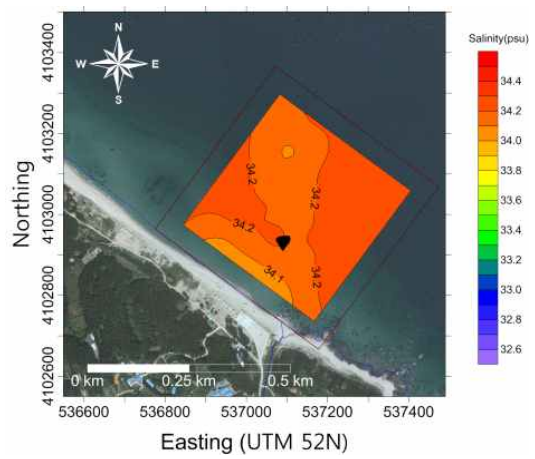 Salinity(psu)
34.4
34.2
34.0
33.8
33.6
33.4
33.2
33.0
32.8
32.6
N
W E
S
4103400
4103200
4103000
4102800
4102600
Northing
34.2
34.2
34.2
34.1
34.2
0 km 0.25 km 0.5 km
536600 536800 537000 537200 537400
Easting (UTM 52N)